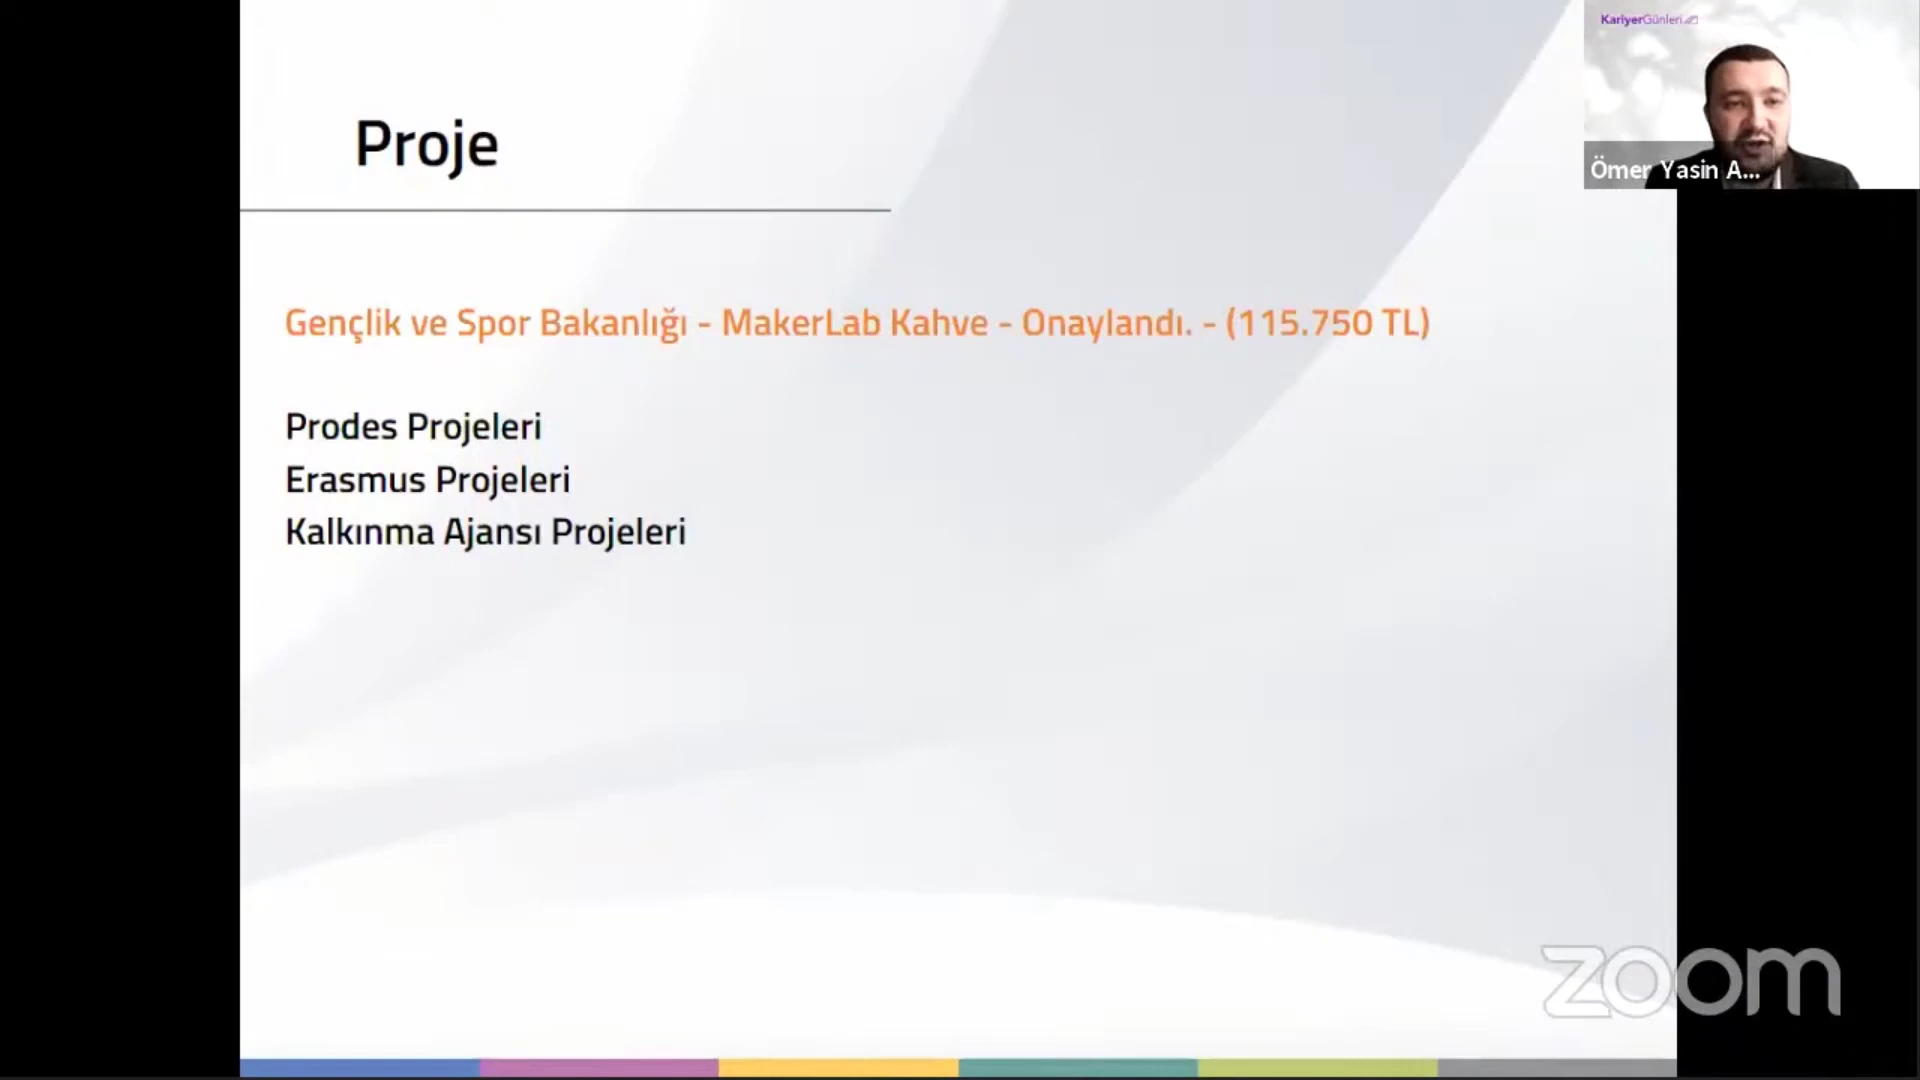 KariyerGünleri
Ömer Yasin A...
Proje
Gençlik ve Spor Bakanlığı - MakerLab Kahve - Onaylandı. - (115.750 TL)
Prodes Projeleri
Erasmus Projeleri
Kalkınma Ajansı Projeleri
zoom